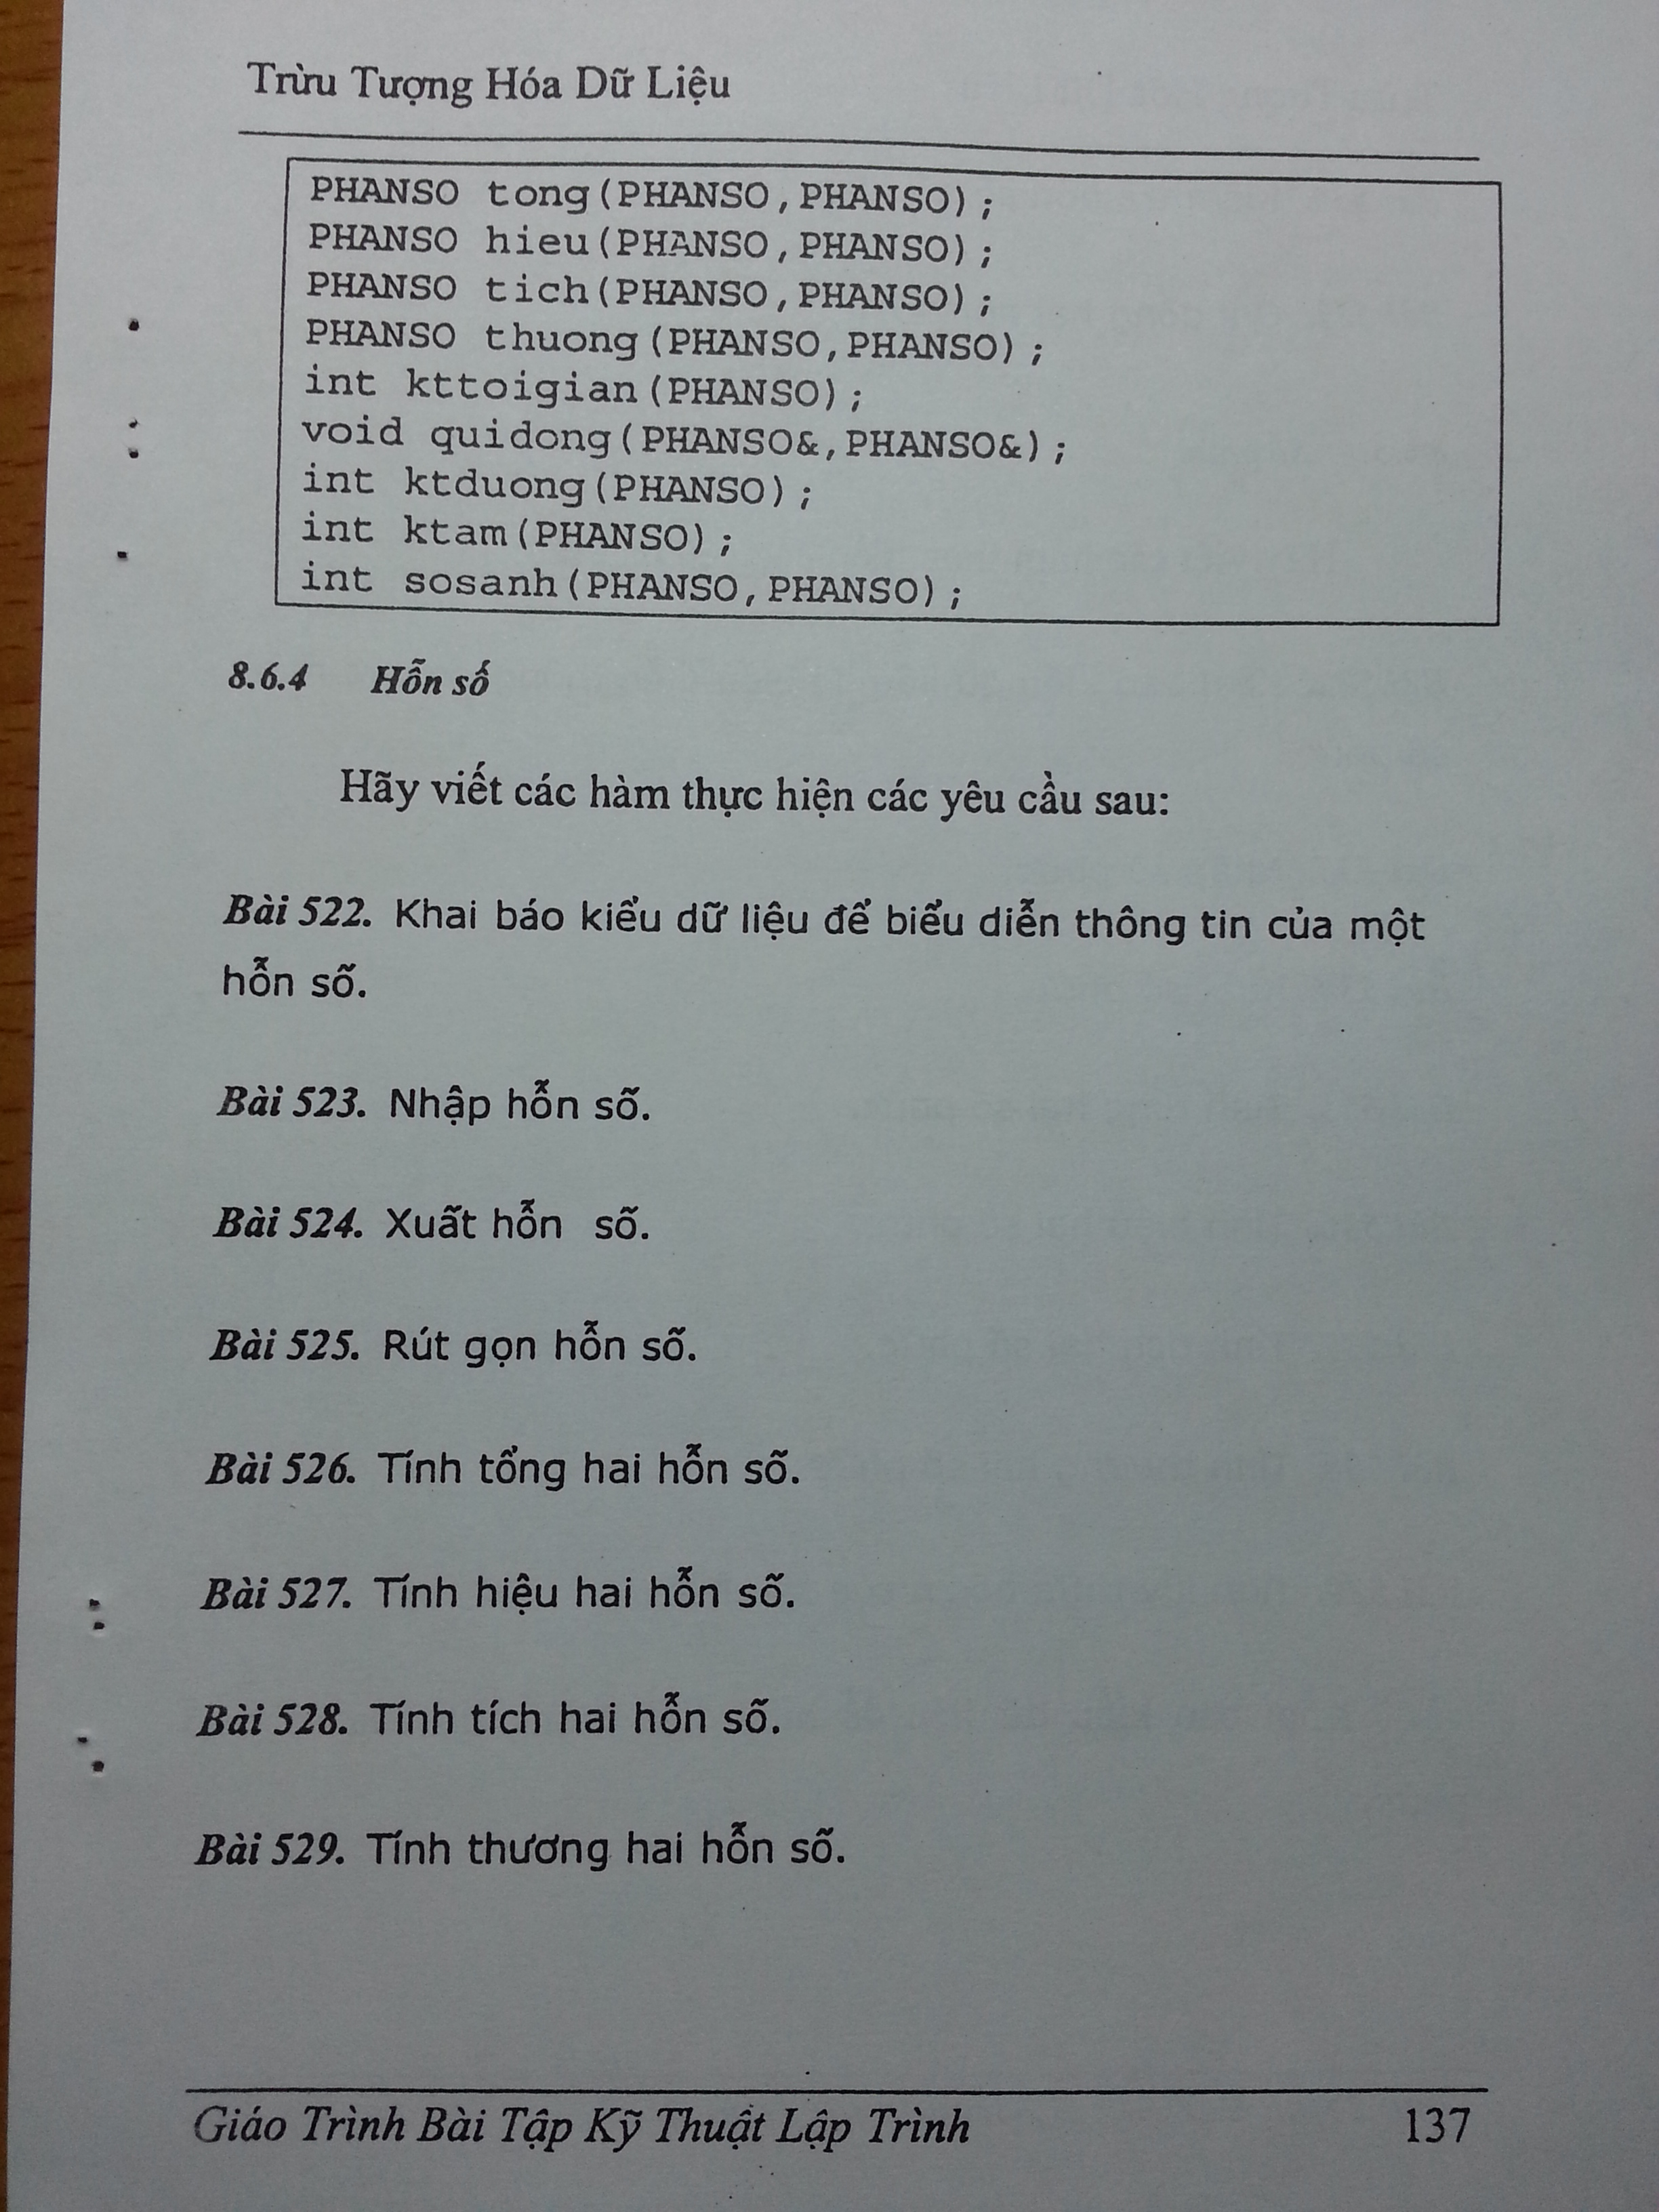 Trừu Tượng Hóa Dữ Liệu
PHANSO tong(PHANSO,PHANSO);
PHANSO hieu(PHANSO,PHANSO);
PHANSO tich(PHANSO,PHANSO);
PHANSO thuong(PHANSO,PHANSO);
int kttoigian(PHANSO);
void quidong(PHANSO&,PHANSO&);
int ktduong(PHANSO);
int ktam(PHANSO);
int sosanh(PHANSO,PHANSO);
8.6.4 Hỗn số
Hãy viết các hàm thực hiện các yêu cầu sau:
Bài 522. Khai báo kiểu dữ liệu để biểu diễn thông tin của một
hỗn số.
Bài 523. Nhập hỗn số.
Bài 524. Xuất hỗn số.
Bài 525. Rút gọn hỗn số.
Bài 526. Tính tổng hai hỗn số.
Bài 527. Tính hiệu hai hỗn số.
Bài 528. Tính tích hai hỗn số.
Bài 529. Tính thương hai hỗn số.
Giáo Trình Bài Tập Kỹ Thuật Lập Trình 137